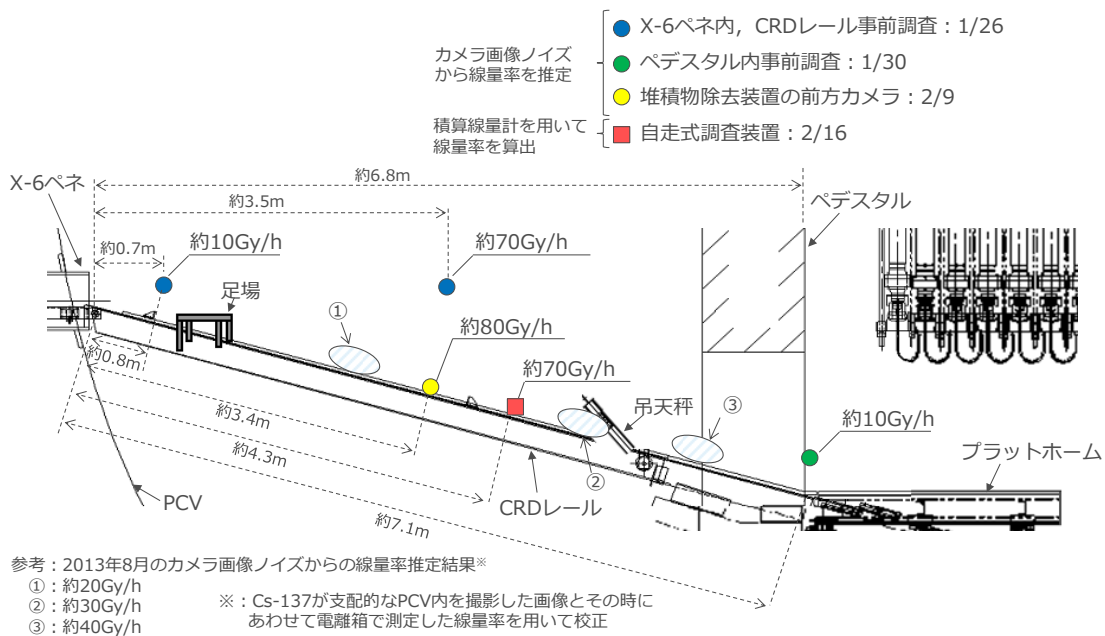 カメラ画像ノイズ
から線量率を推定
X-6ペネ内，CRDレール事前調査：1/26
ペデスタル内事前調査：1/30
堆積物除去装置の前方カメラ：2/9
積算線量計を用いて
線量率を算出
自走式調査装置：2/16
X-6ペネ
約6.8m
ペデスタル
約3.5m
約0.7m
約10Gy/h
約70Gy/h
足場
①
約80Gy/h
約0.8m
約70Gy/h
吊天秤
③
約3.4m
約10Gy/h
約4.3m
プラットホーム
②
PCV
CRDレール
約7.1m
参考：2013年8月のカメラ画像ノイズからの線量率推定結果※
①：約20Gy/h
②：約30Gy/h
③：約40Gy/h
※：Cs-137が支配的なPCV内を撮影した画像とその時に
あわせて電離箱で測定した線量率を用いて校正